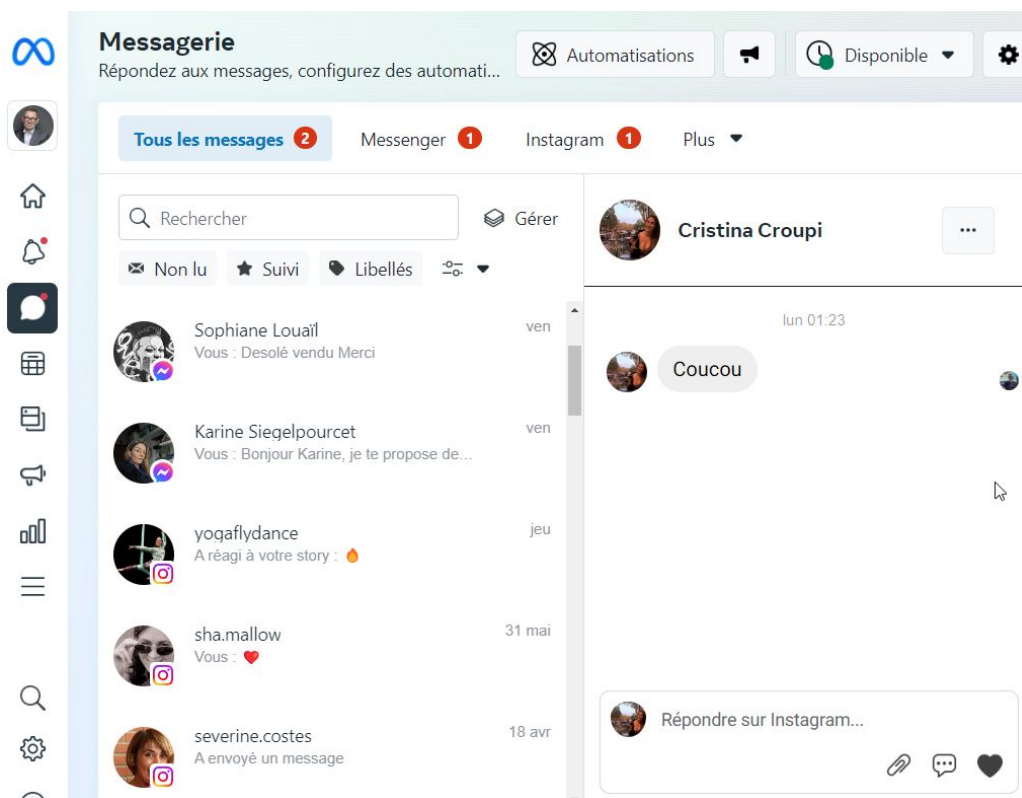 Messagerie
Répondez aux messages, configurez des automati...
Automatisations
Disponible
Tous les messages 2
Messenger 1
Instagram 1
Plus
Rechercher
Gérer
Non lu
Suivi
Libellés
Sophiane Louaïl
ven
Vous : Desolé vendu Merci
Karine Siegelpourcet
ven
Vous : Bonjour Karine, je te propose de...
yogaflydance
jeu
A réagi à votre story : 🔥
sha.mallow
31 mai
Vous : ❤️
severine.costes
18 avr
A envoyé un message
Cristina Croupi
lun 01:23
Coucou
Répondre sur Instagram...